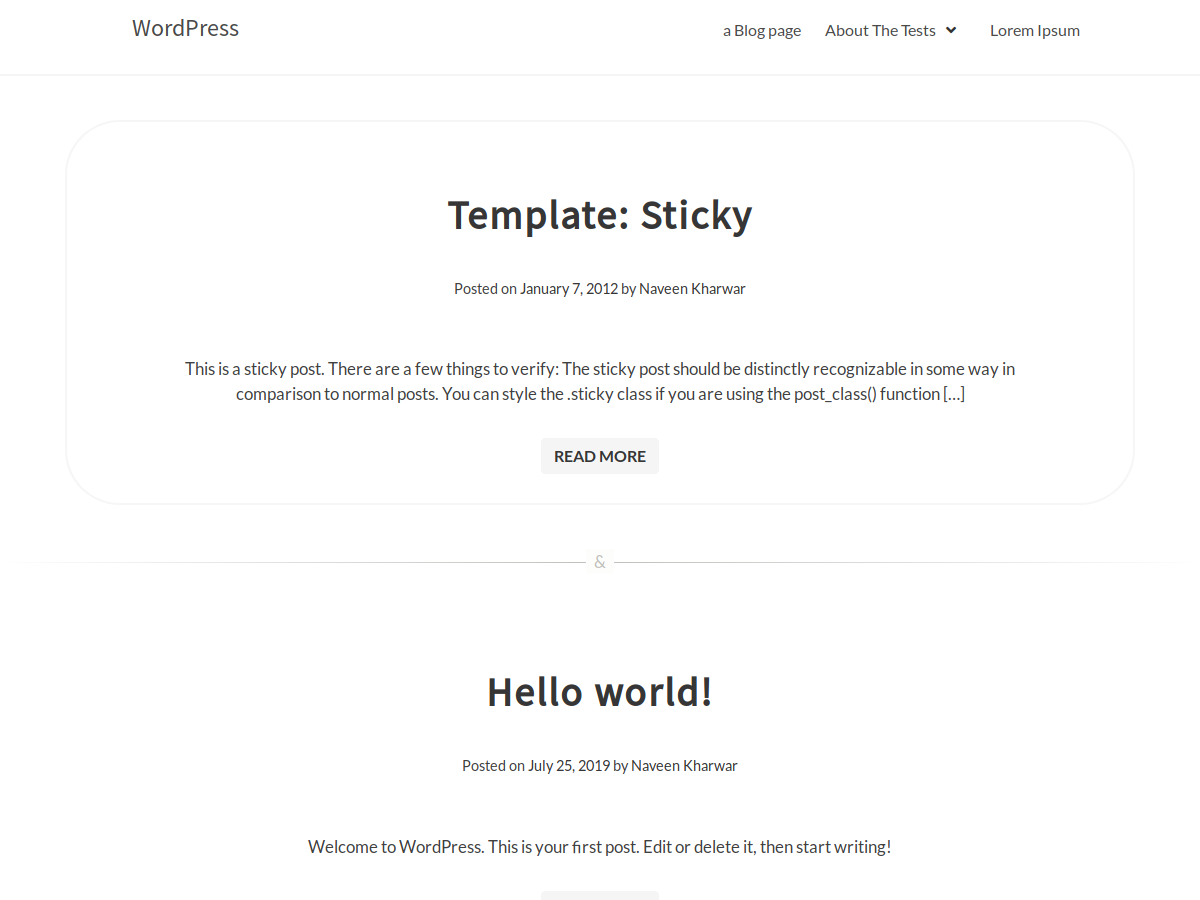 WordPress
a Blog page
About The Tests
Lorem Ipsum
Template: Sticky
Posted on January 7, 2012 by Naveen Kharwar
This is a sticky post. There are a few things to verify: The sticky post should be distinctly recognizable in some way in
comparison to normal posts. You can style the .sticky class if you are using the post_class() function […]
READ MORE
&
Hello world!
Posted on July 25, 2019 by Naveen Kharwar
Welcome to WordPress. This is your first post. Edit or delete it, then start writing!